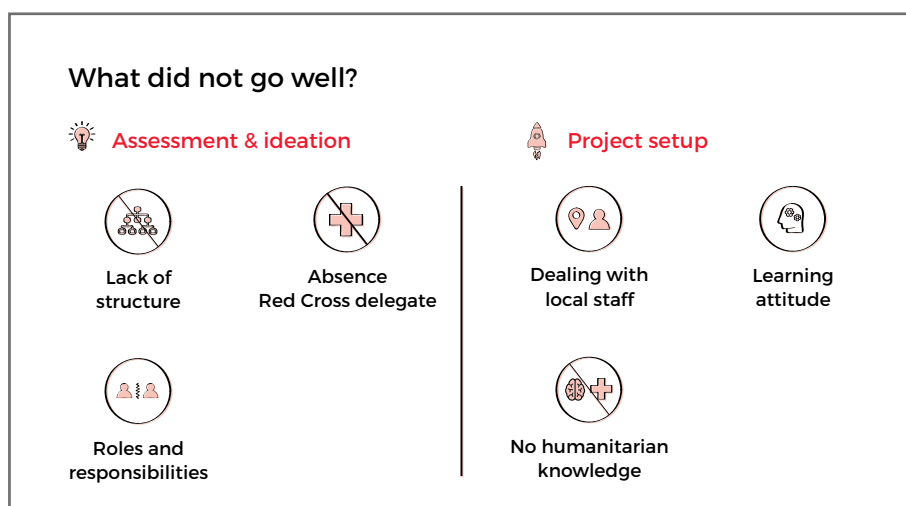 What did not go well?
Assessment & ideation
Lack of
structure
Absence
Red Cross delegate
Roles and
responsibilities
Project setup
Dealing with
local staff
Learning
attitude
No humanitarian
knowledge